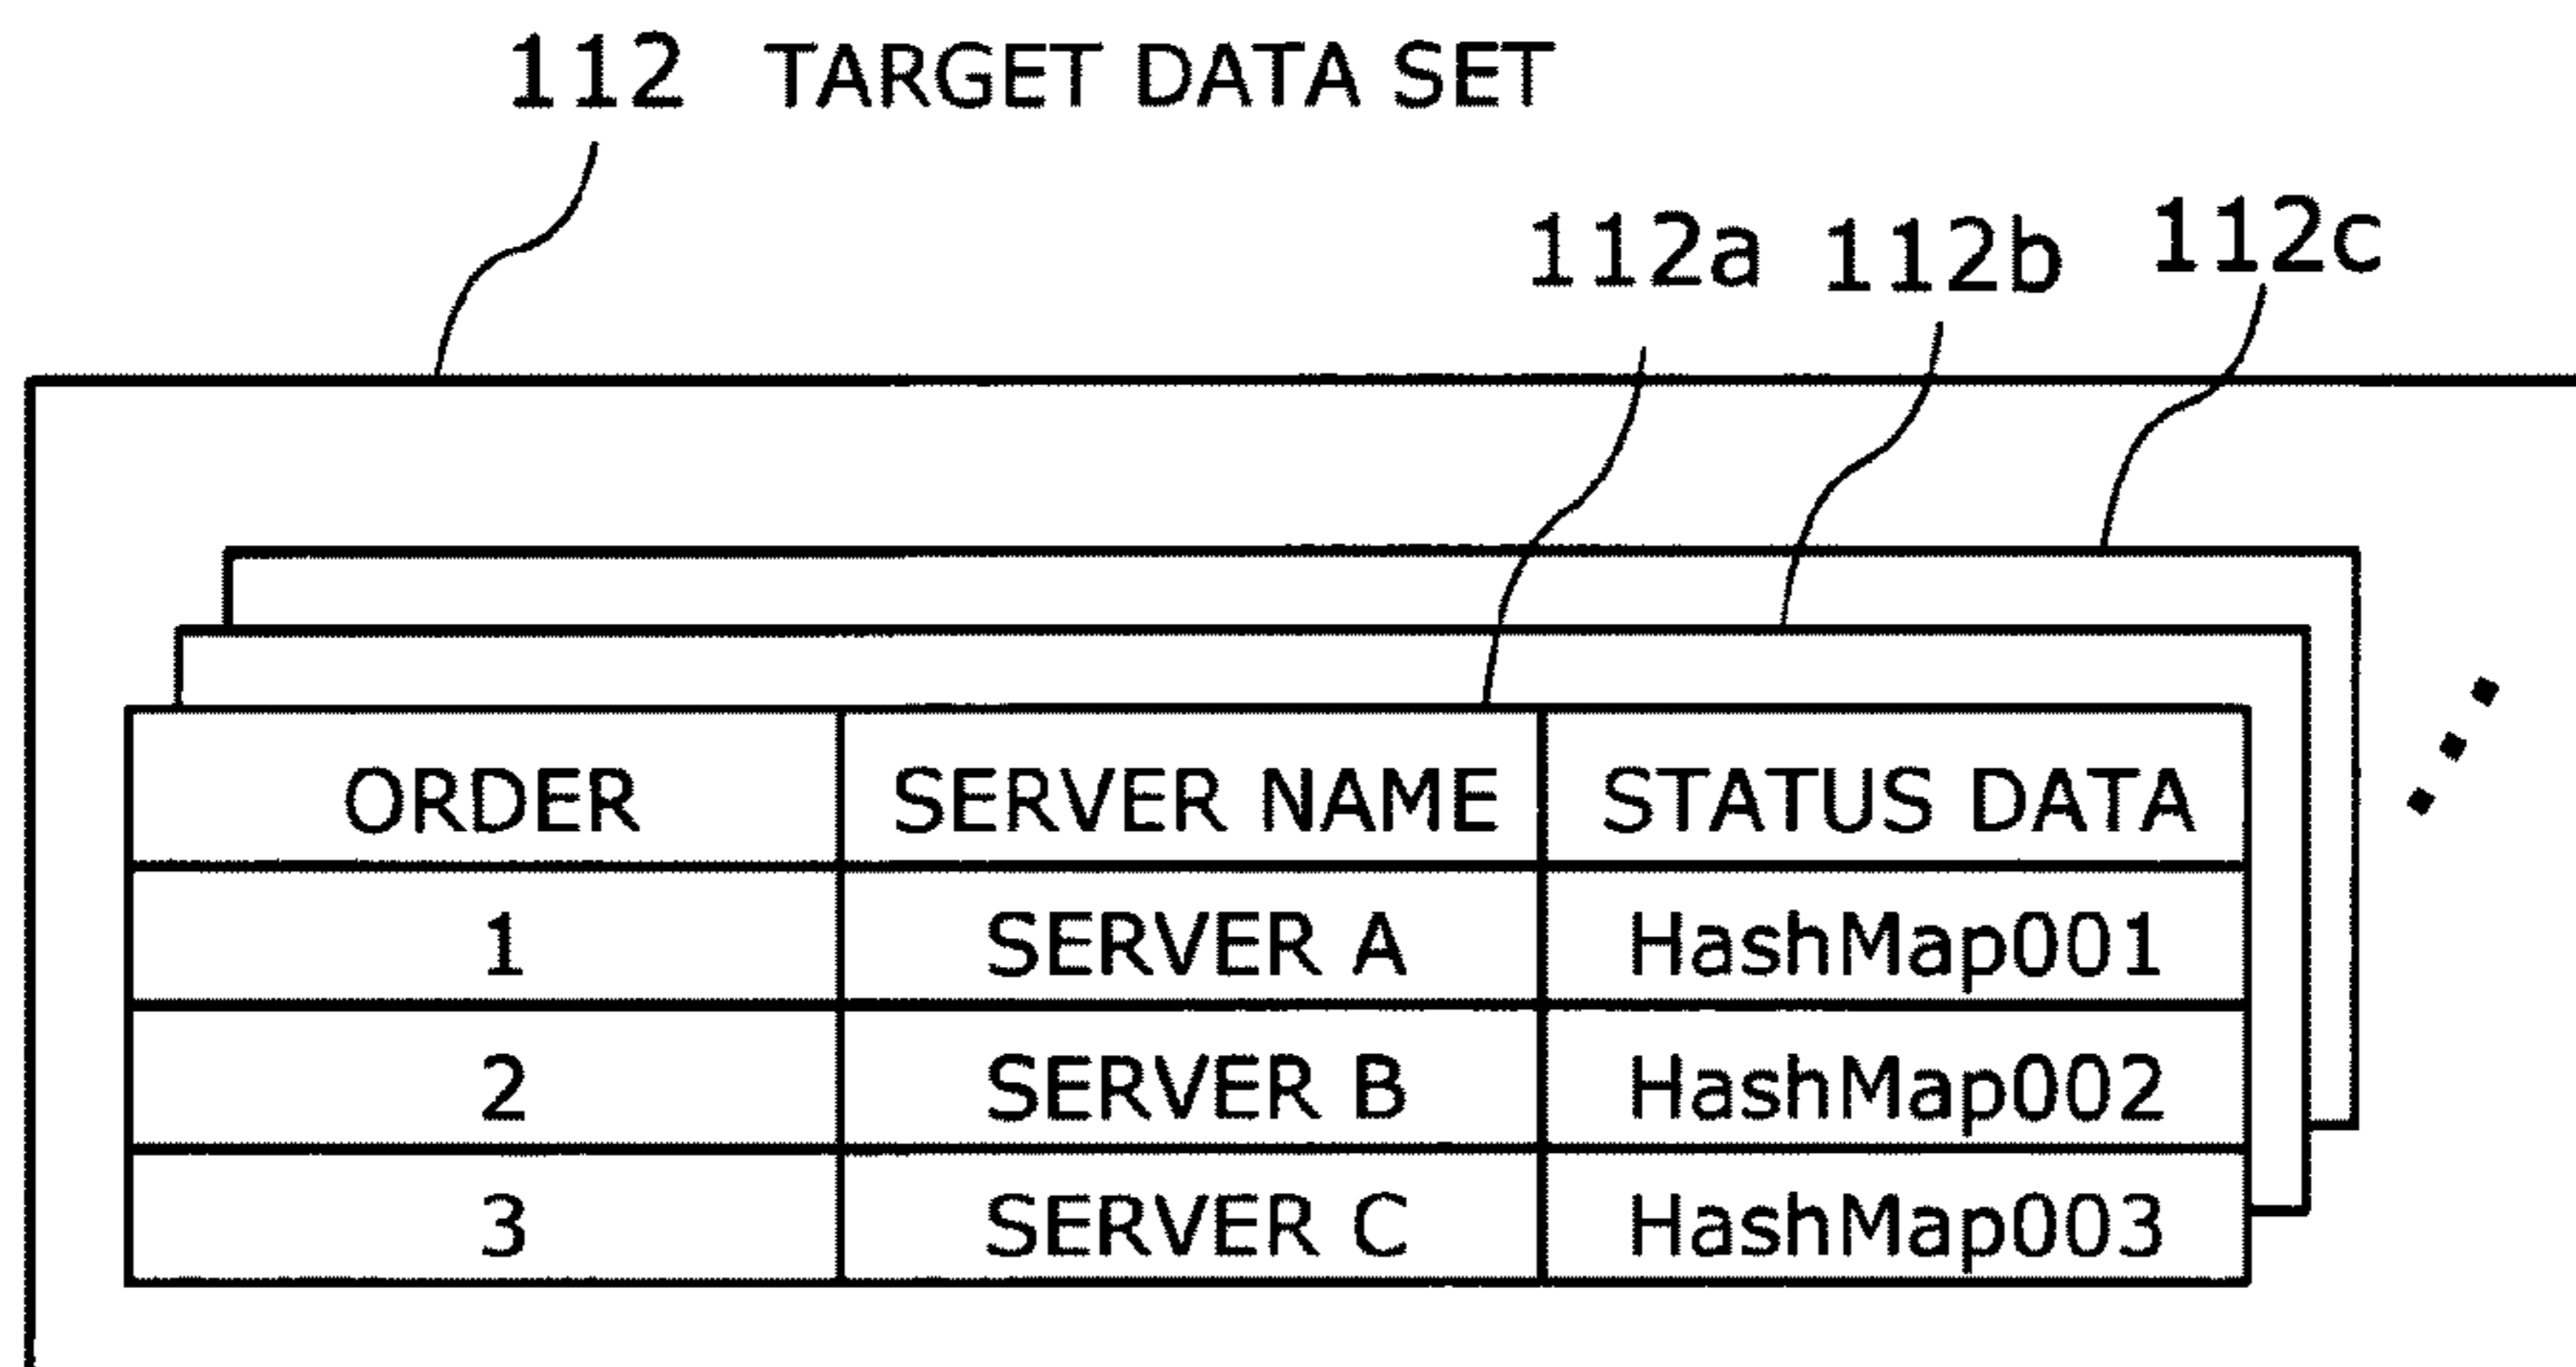 112 TARGET DATA SET
112a 112b 112c
ORDER SERVER NAME STATUS DATA
1 SERVER A HashMap001
2 SERVER B HashMap002
3 SERVER C HashMap003